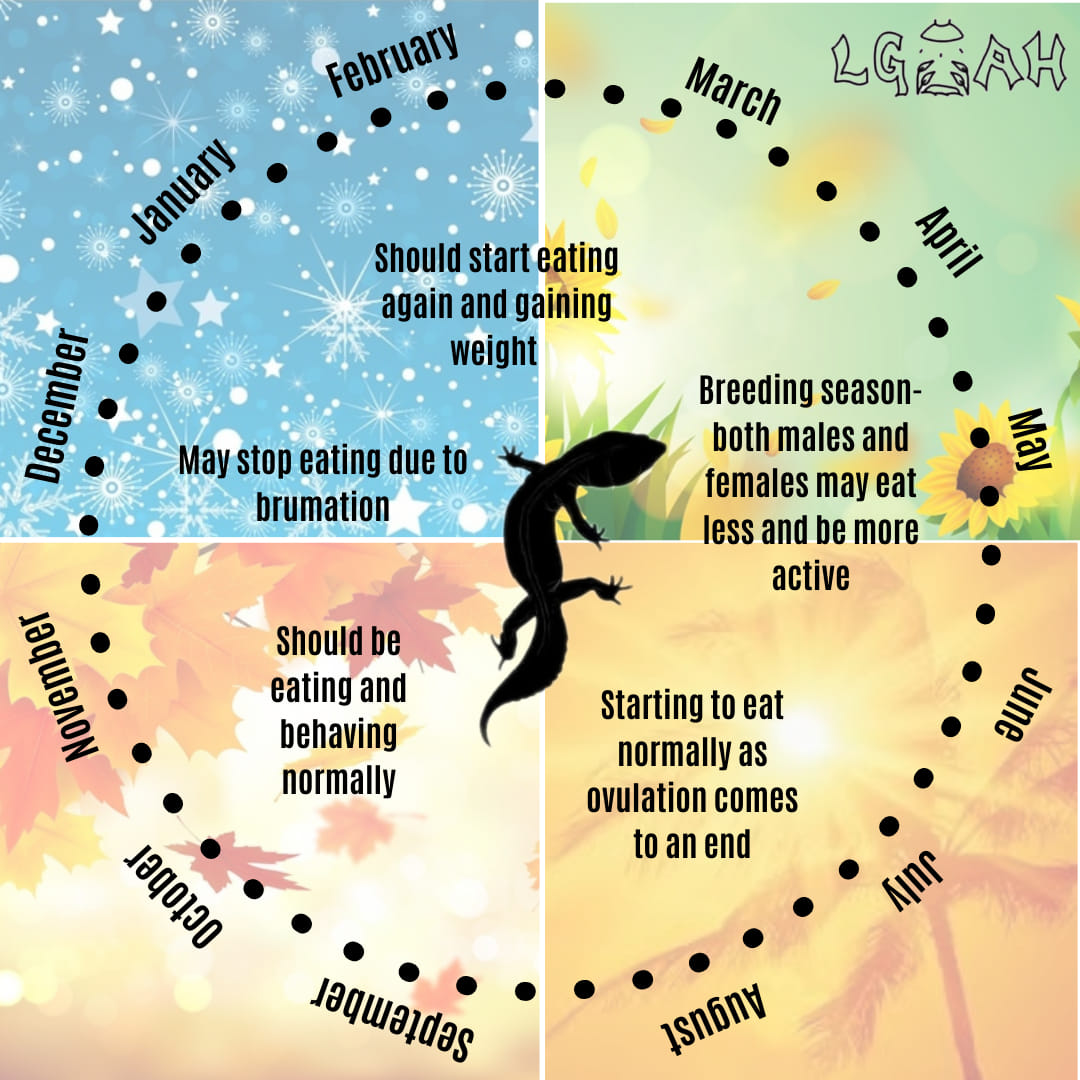 February
March
LG AH
January
April
Should start eating
again and gaining
weight
December
Breeding season-
both males and
females may eat
less and be more
active
May
May stop eating due to
brumation
November
Should be
eating and
behaving
normally
June
Starting to eat
normally as
ovulation comes
to an end
October
July
September
August